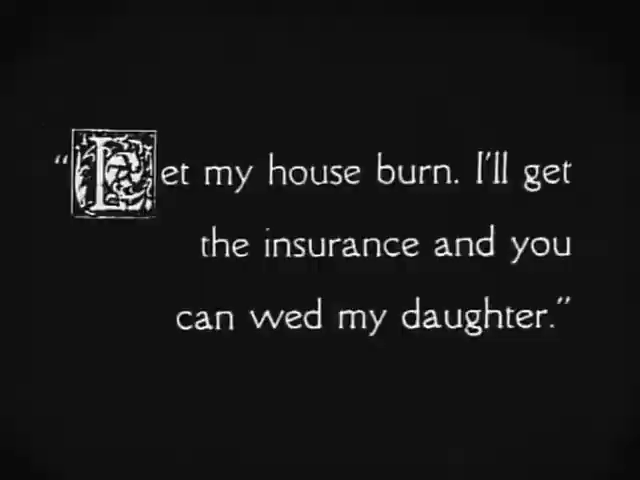 “Let my house burn. I'll get
the insurance and you
can wed my daughter.”